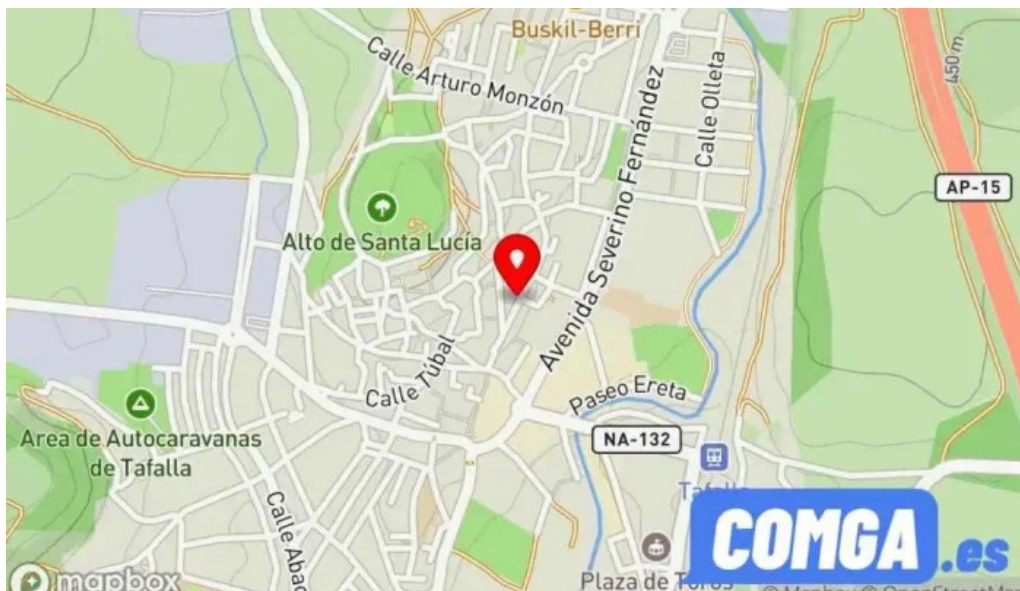 Buskil-Berri
Calle Arturo Monzón
Calle Olleta
450 m
Avenida Severino Fernández
AP-15
Alto de Santa Lucía
Calle Túbal
Paseo Ereta
NA-132
Area de Autocaravanas
de Tafalla
Tafalla
Calle Abad
COMGA.es
Plaza de Toros
mapbox
© Mapbox © OpenStreetMap